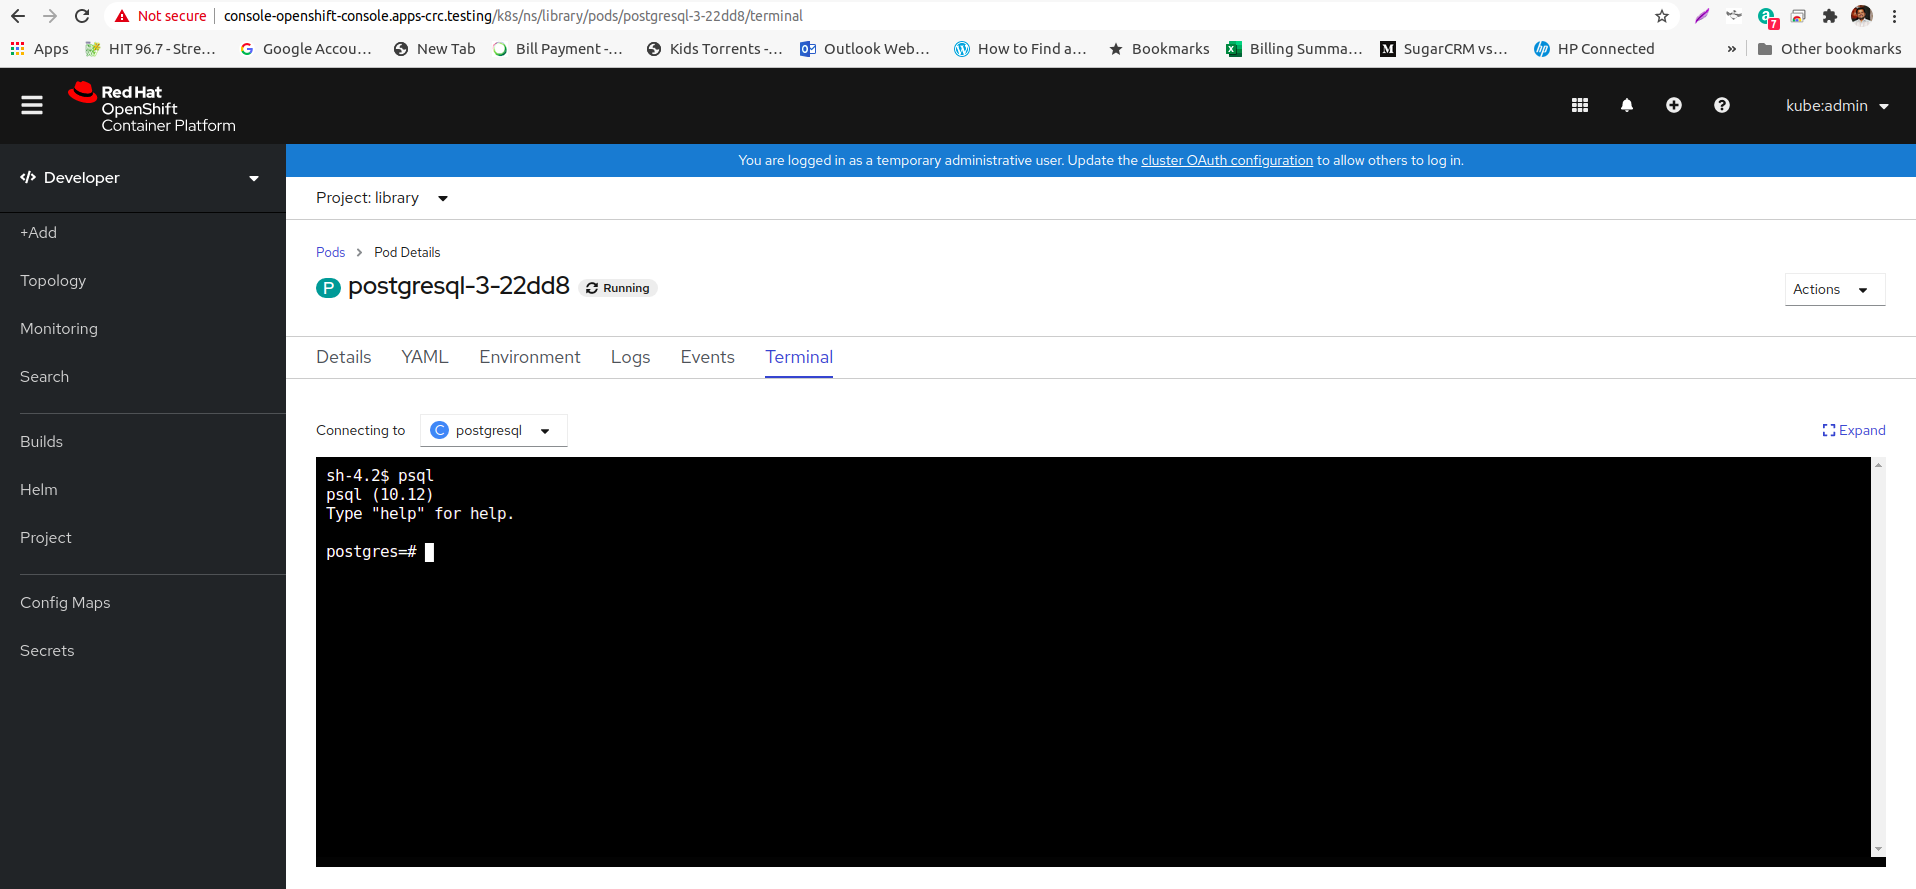 Not secure | console-openshift-console.apps-crc.testing/k8s/ns/library/pods/postgresql-3-22dd8/terminal
7
Apps HIT 96.7 - Stre... Google Accou... New Tab Bill Payment -... Kids Torrents -... Outlook Web... How to Find a... Bookmarks Billing Summa... SugarCRM vs... HP Connected » Other bookmarks
Red Hat
OpenShift
Container Platform
kube:admin
Developer
You are logged in as a temporary administrative user. Update the cluster OAuth configuration to allow others to log in.
Project: library
+Add
Topology
Monitoring
Search
Builds
Helm
Project
Config Maps
Secrets
Pods > Pod Details
P postgresql-3-22dd8 Running
Actions
Details YAML Environment Logs Events Terminal
Connecting to C postgresql
Expand
sh-4.2$ psql
psql (10.12)
Type "help" for help.
postgres=#